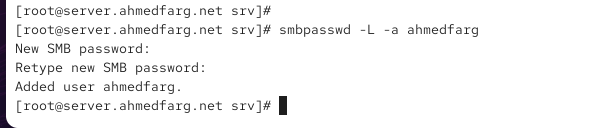 [root@server.ahmedfarg.net srv]#
[root@server.ahmedfarg.net srv]# smbpasswd -L -a ahmedfarg
New SMB password:
Retype new SMB password:
Added user ahmedfarg.
[root@server.ahmedfarg.net srv]#